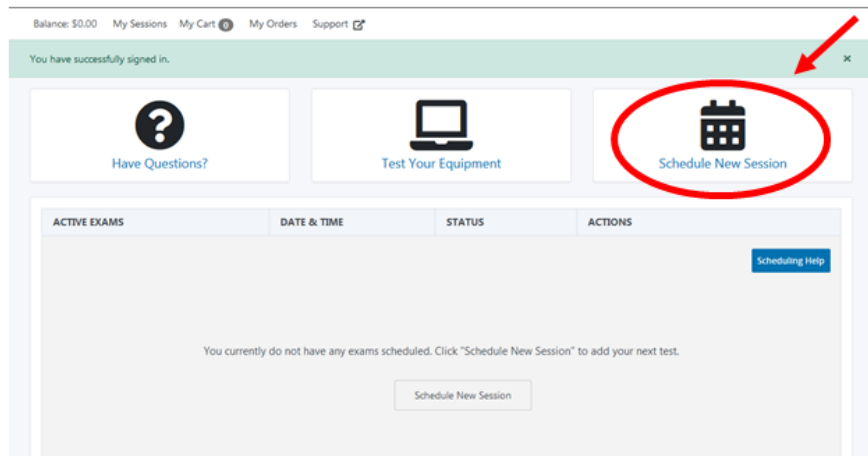 Balance: $0.00 My Sessions My Cart 0 My Orders Support
You have successfully signed in. ×
Have Questions? Test Your Equipment Schedule New Session
ACTIVE EXAMS DATE & TIME STATUS ACTIONS
Scheduling Help
You currently do not have any exams scheduled. Click "Schedule New Session" to add your next test.
Schedule New Session